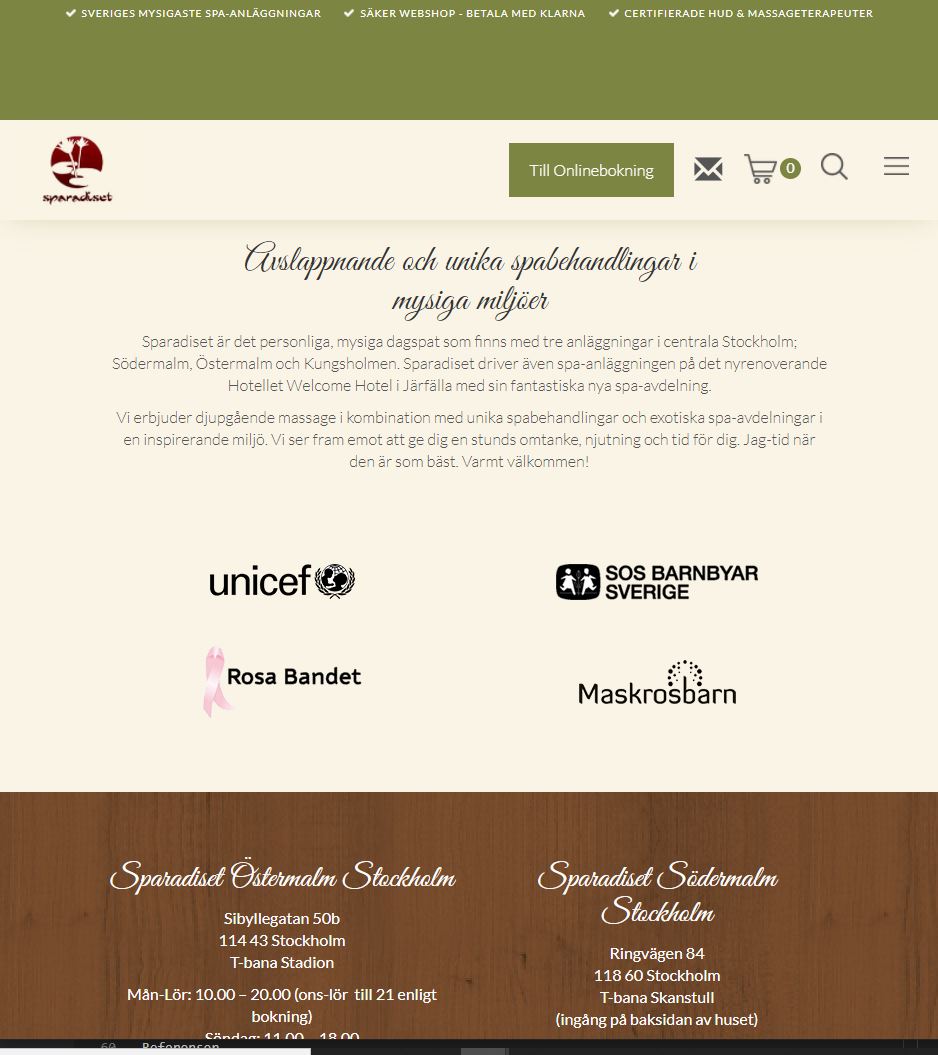 SVERIGES MYSIGASTE SPA-ANLÄGGNINGAR SÄKER WEBSHOP - BETALA MED KLARNA CERTIFIERADE HUD & MASSAGETERAPEUTER
sparadiset
Till Onlinebokning 0
Avslappnande och unika spabehandlingar i
mysiga miljöer
Sparadiset är det personliga, mysiga dagspat som finns med tre anläggningar i centrala Stockholm;
Södermalm, Östermalm och Kungsholmen. Sparadiset driver även spa-anläggningen på det nyrenoverande
Hotellet Welcome Hotel i Järfälla med sin fantastiska nya spa-avdelning.
Vi erbjuder djupgående massage i kombination med unika spabehandlingar och exotiska spa-avdelningar i
en inspirerande miljö. Vi ser fram emot att ge dig en stunds omtanke, njutning och tid för dig. Jag-tid när
den är som bäst. Varmt välkommen!
unicef
SOS BARNBYAR
SVERIGE
Rosa Bandet
Maskrosbarn
Sparadiset Östermalm Stockholm
Sibyllegatan 50b
114 43 Stockholm
T-bana Stadion
Mån-Lör: 10.00 – 20.00 (ons-lör till 21 enligt
bokning)
Söndag: 11.00 – 18.00
Sparadiset Södermalm
Stockholm
Ringvägen 84
118 60 Stockholm
T-bana Skanstull
(ingång på baksidan av huset)
60 Referensen